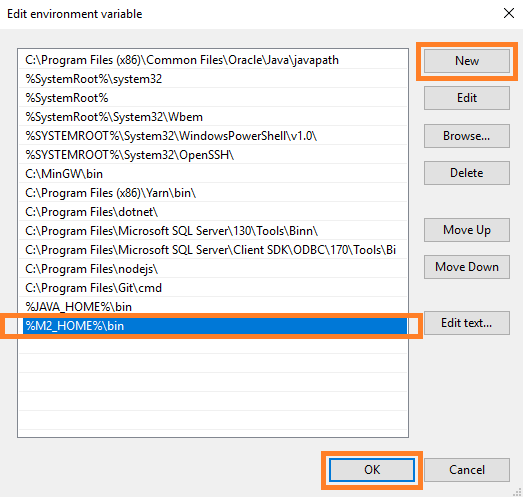 Edit environment variable
C:\Program Files (x86)\Common Files\Oracle\Java\javapath
New
%SystemRoot%\system32
%SystemRoot%
Edit
%SystemRoot%\System32\Wbem
%SYSTEMROOT%\System32\WindowsPowerShell\v1.0\
Browse...
%SYSTEMROOT%\System32\OpenSSH\
C:\MinGW\bin
Delete
C:\Program Files (x86)\Yarn\bin\
C:\Program Files\dotnet\
C:\Program Files\Microsoft SQL Server\130\Tools\Binn\
Move Up
C:\Program Files\Microsoft SQL Server\Client SDK\ODBC\170\Tools\Bi
C:\Program Files\nodejs\
Move Down
C:\Program Files\Git\cmd
%JAVA_HOME%\bin
%M2_HOME%\bin
Edit text...
OK
Cancel